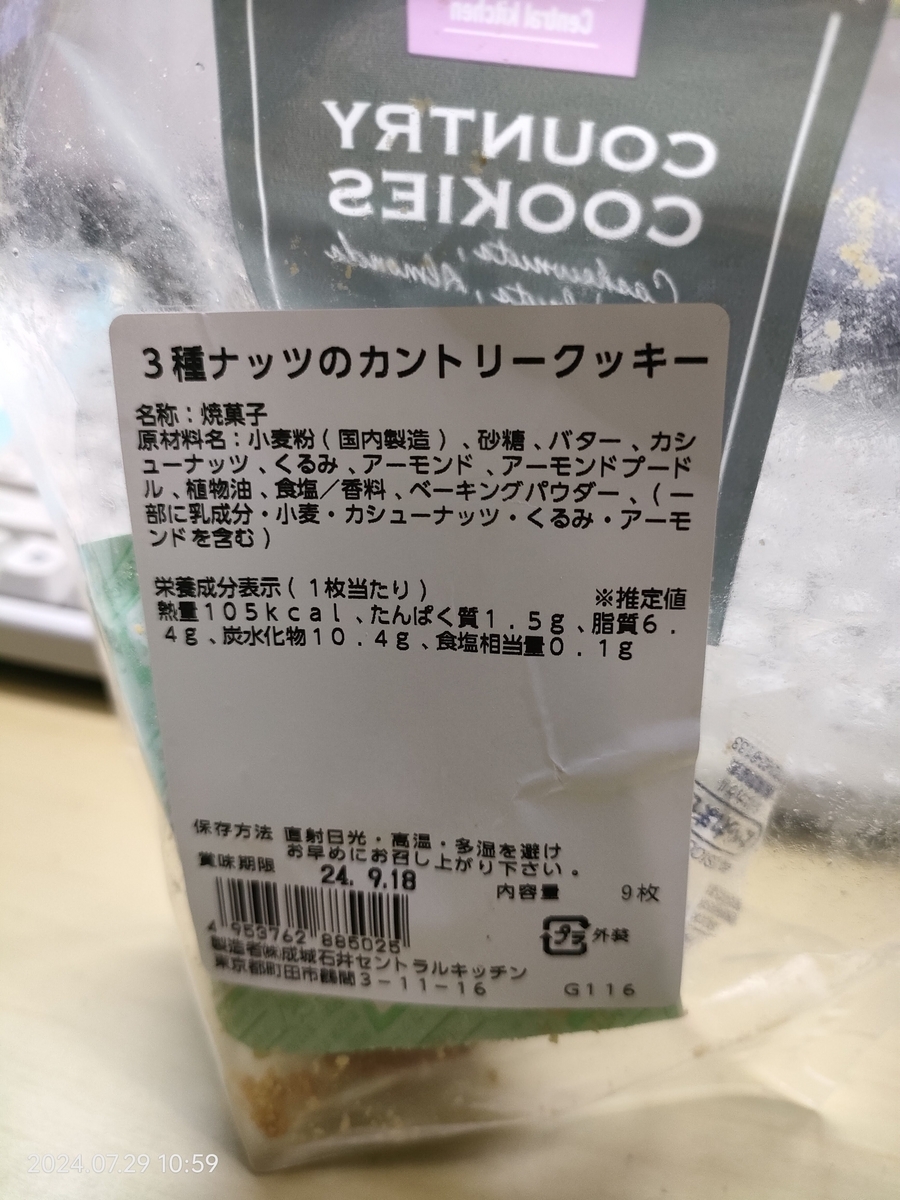 Central kitchen
COUNTRY
COOKIES
Cashewnuts, Almonds
3種ナッツのカントリークッキー
名称：焼菓子
原材料名：小麦粉（国内製造）、砂糖、バター、カシ
ューナッツ、くるみ、アーモンド、アーモンドプード
ル、植物油、食塩／香料、ベーキングパウダー、（一
部に乳成分・小麦・カシューナッツ・くるみ・アーモ
ンドを含む）
栄養成分表示（1枚当たり） ※推定値
熱量105kcal、たんぱく質1．5g、脂質6．
4g、炭水化物10．4g、食塩相当量0．1g
保存方法 直射日光・高温・多湿を避け
お早めにお召し上がり下さい。
賞味期限 24. 9.18
内容量 9枚
4 953762 885025
プラ 外装
製造者㈱成城石井セントラルキッチン
東京都町田市鶴間3－11－16 G116
2024.07.29 10:59